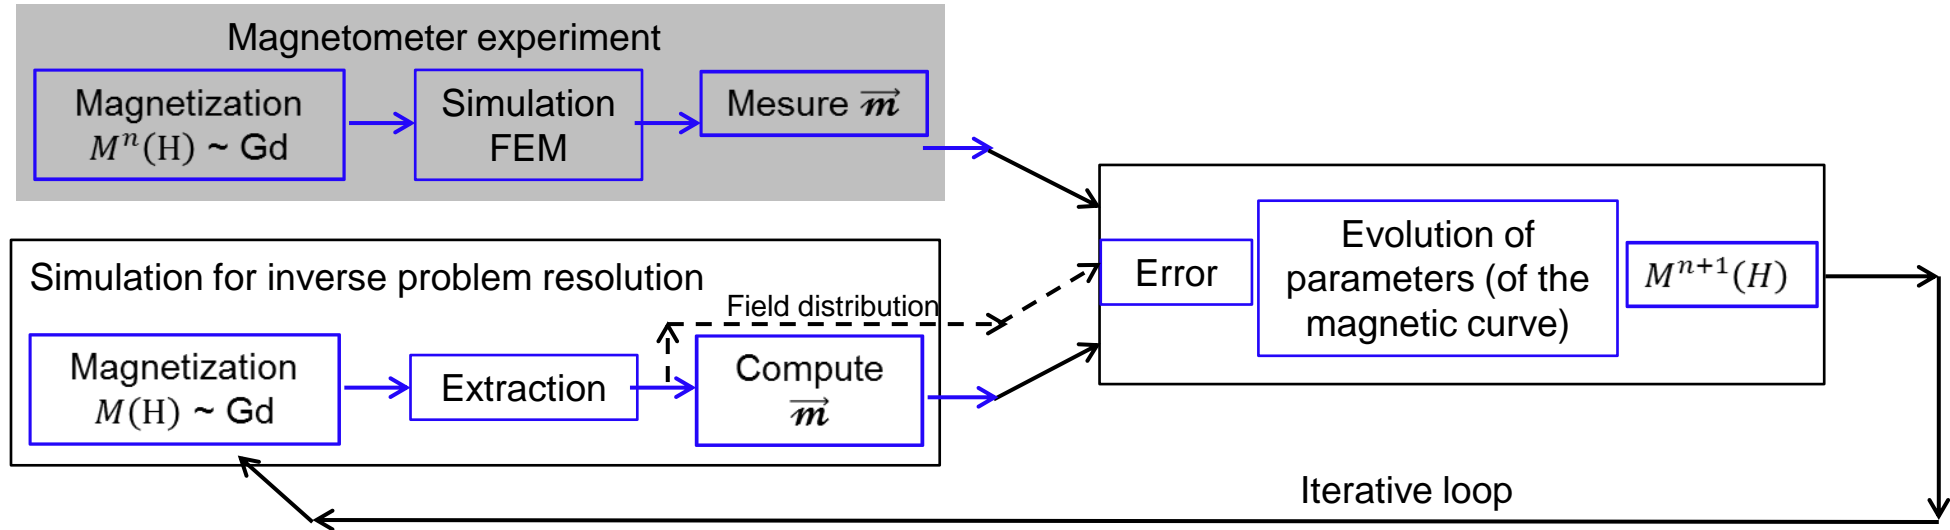 Magnetometer experiment
Magnetization
Mⁿ(H) ~ Gd
Simulation
FEM
Mesure m⃗
Simulation for inverse problem resolution
Field distribution
Magnetization
M(H) ~ Gd
Extraction
Compute
m⃗
Error
Evolution of
parameters (of the
magnetic curve)
Mⁿ⁺¹(H)
Iterative loop